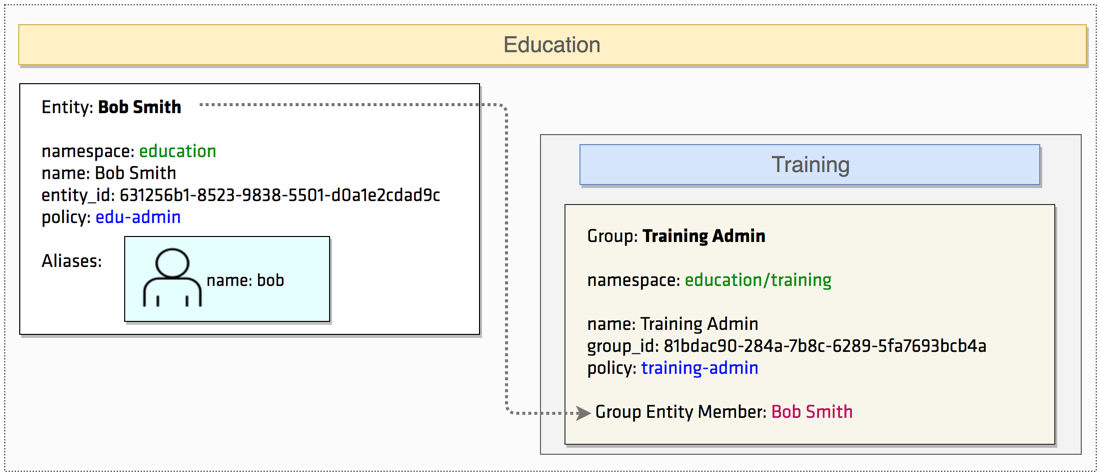 Education
Entity: Bob Smith
namespace: education
name: Bob Smith
entity_id: 631256b1-8523-9838-5501-d0a1e2cdad9c
policy: edu-admin
Aliases:
name: bob
Training
Group: Training Admin
namespace: education/training
name: Training Admin
group_id: 81bdac90-284a-7b8c-6289-5fa7693bcb4a
policy: training-admin
Group Entity Member: Bob Smith